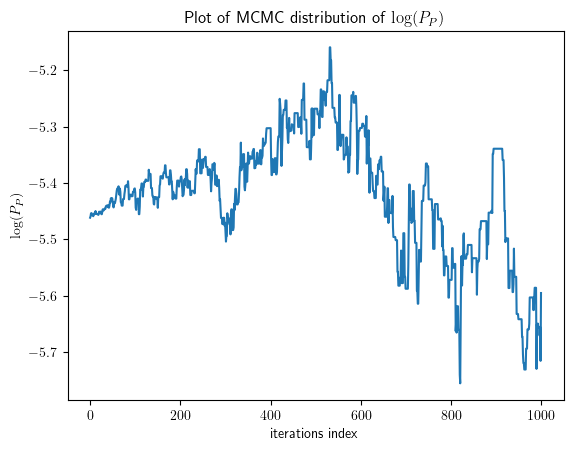 Plot of MCMC distribution of log(P_P)
log(P_P)
−5.2
−5.3
−5.4
−5.5
−5.6
−5.7
0 200 400 600 800 1000
iterations index